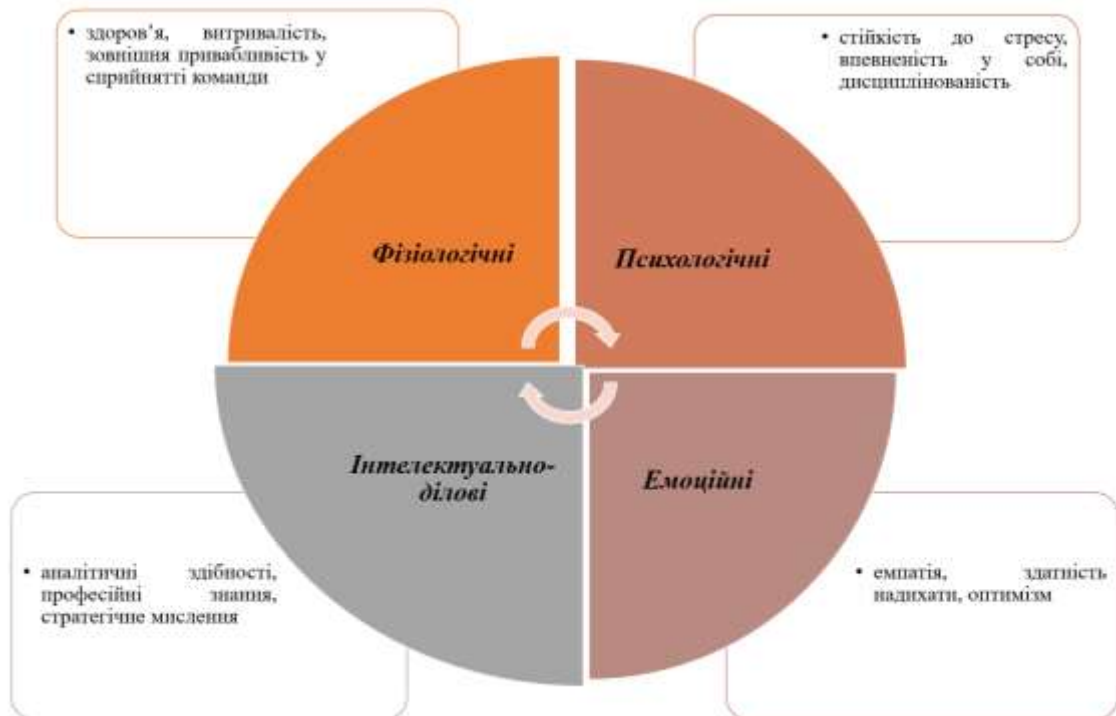 • здоров‘я, витривалість,
зовнішня привабливість у
сприйнятті команди
• стійкість до стресу,
впевненість у собі,
дисциплінованість
Фізіологічні
Психологічні
Інтелектуально-
ділові
Емоційні
• аналітичні здібності,
професійні знання,
стратегічне мислення
• емпатія, здатність
надихати, оптимізм